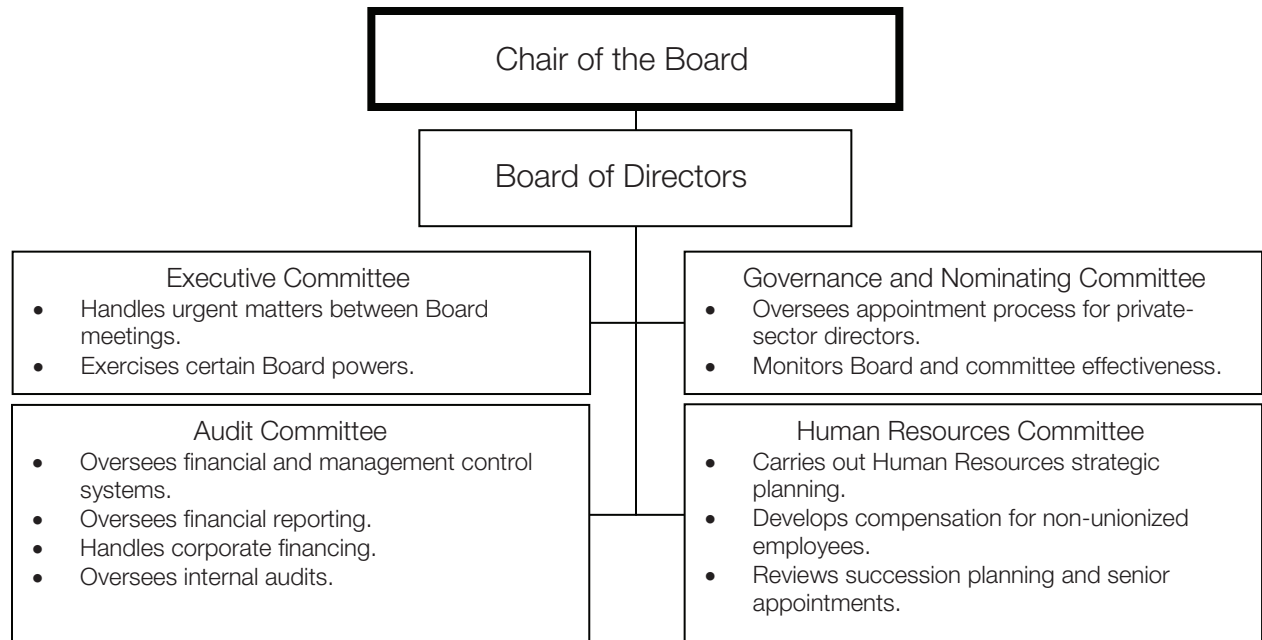 Chair of the Board
Board of Directors
Executive Committee
• Handles urgent matters between Board
meetings.
• Exercises certain Board powers.
Governance and Nominating Committee
• Oversees appointment process for private-
sector directors.
• Monitors Board and committee effectiveness.
Audit Committee
• Oversees financial and management control
systems.
• Oversees financial reporting.
• Handles corporate financing.
• Oversees internal audits.
Human Resources Committee
• Carries out Human Resources strategic
planning.
• Develops compensation for non-unionized
employees.
• Reviews succession planning and senior
appointments.